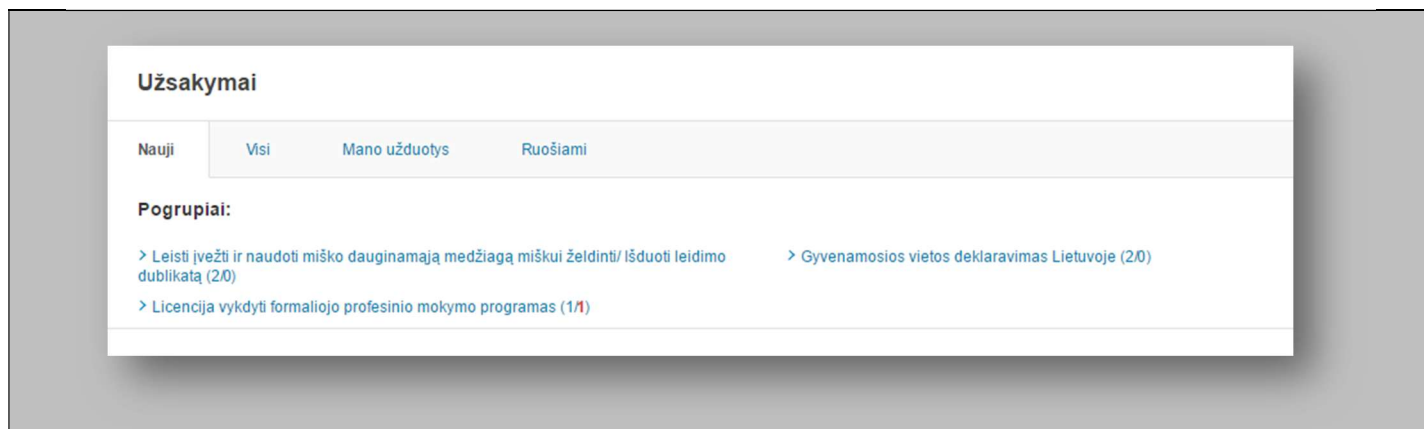 Užsakymai
Nauji
Visi
Mano užduotys
Ruošiami
Pogrupiai:
> Leisti įvežti ir naudoti miško dauginamąją medžiagą miškui želdinti/ Išduoti leidimo
dublikatą (2/0)
> Gyvenamosios vietos deklaravimas Lietuvoje (2/0)
> Licencija vykdyti formaliojo profesinio mokymo programas (1/1)